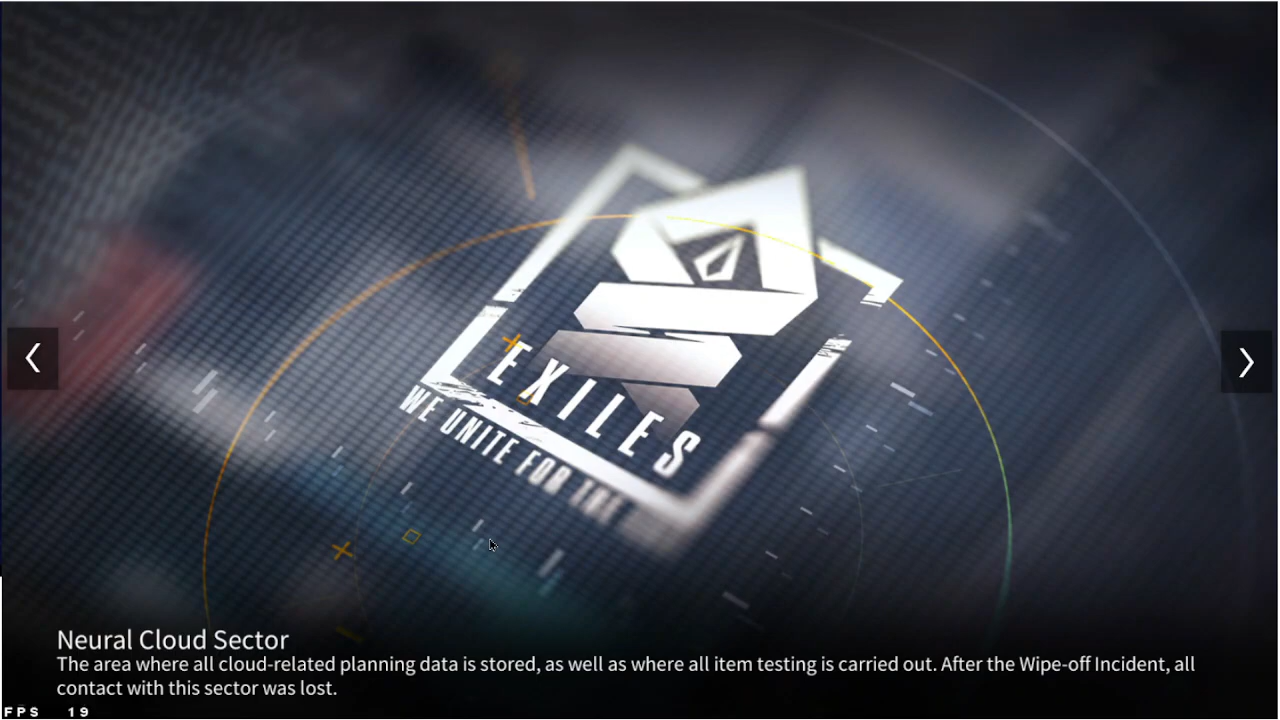 EXILES
WE UNITE FOR THE
Neural Cloud Sector
The area where all cloud-related planning data is stored, as well as where all item testing is carried out. After the Wipe-off Incident, all
contact with this sector was lost.
FPS 19